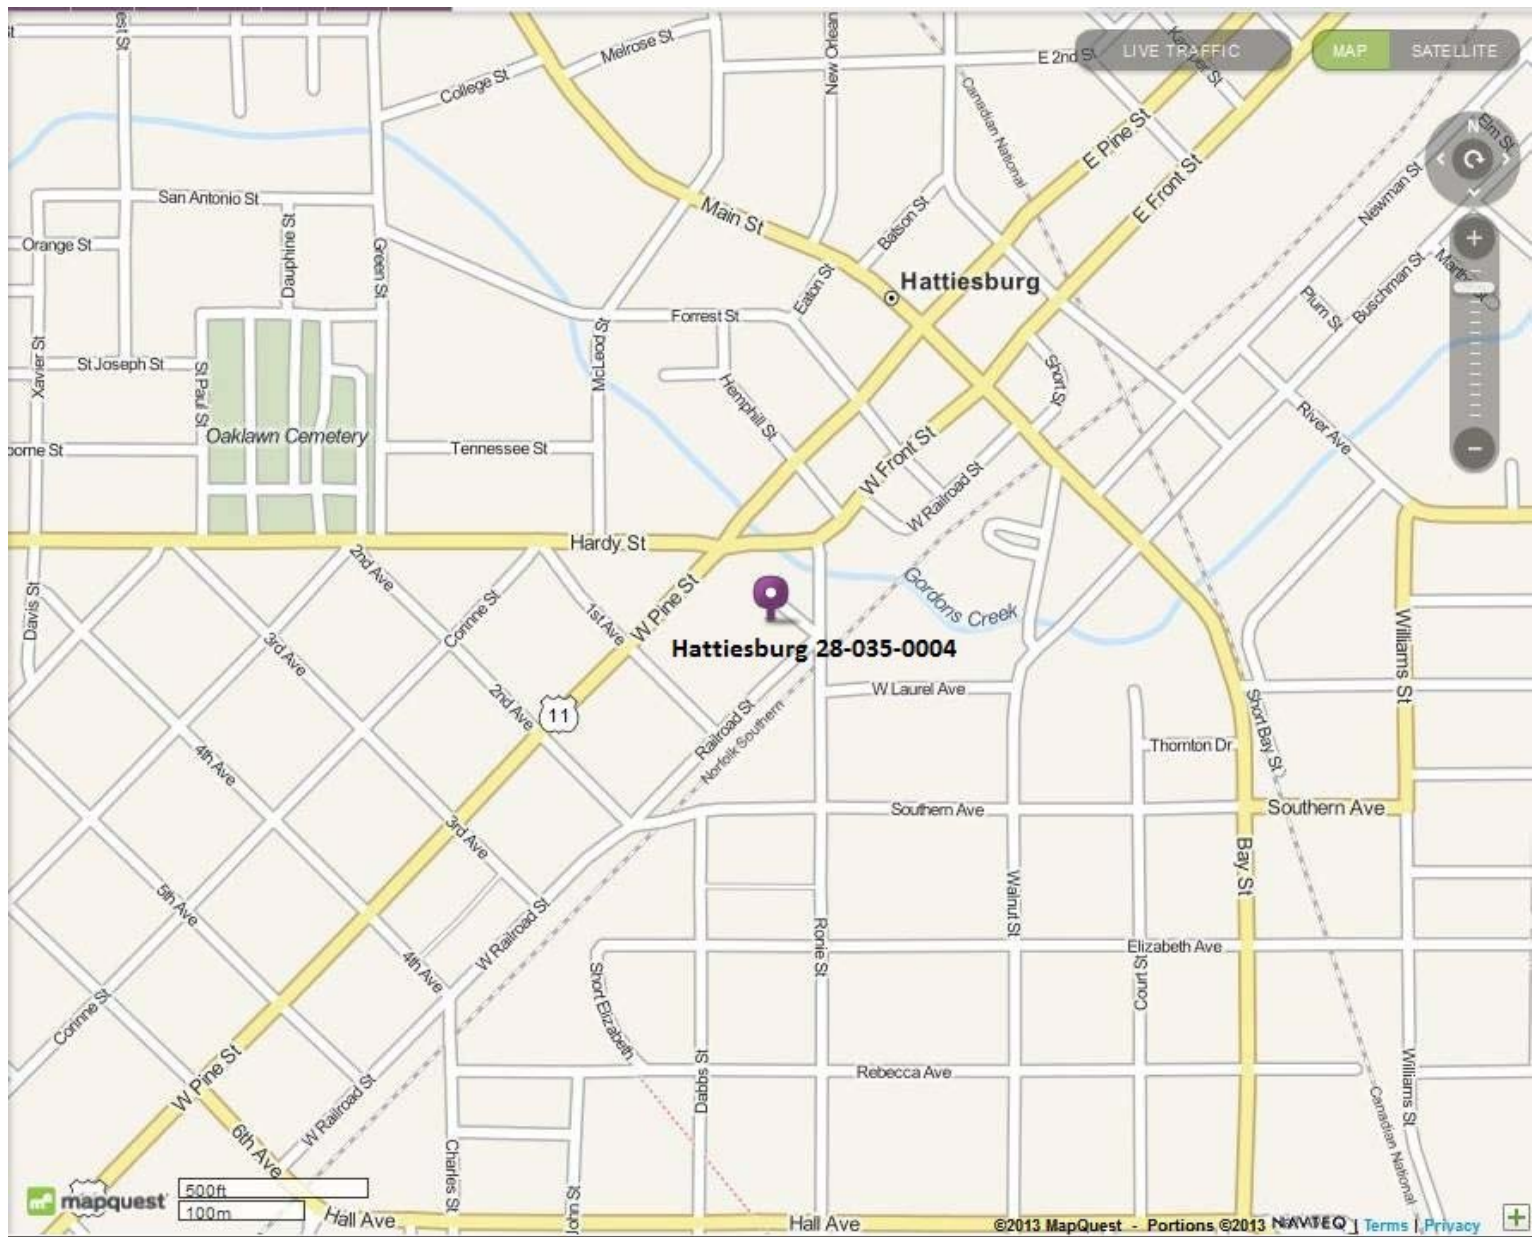 Melrose St
E 2nd St
LIVE TRAFFIC
MAP
SATELLITE
College St
New Orlean
Canadian National
E Pine St
E Front St
N
Elm St
Newman St
San Antonio St
Main St
Batson St
Orange St
Dauphine St
Green St
Eaton St
Hattiesburg
Buschman St
Plum St
Forrest St
McLeod St
Xavier St
St Joseph St
St Paul St
Short St
Hemphill St
River Ave
Oaklawn Cemetery
Tennessee St
W Front St
W Railroad St
Hardy St
2nd Ave
Davis St
Corinne St
1st Ave
W Pine St
Gordons Creek
3rd Ave
Hattiesburg 28-035-0004
Williams St
2nd Ave
11
W Laurel Ave
Railroad St
Norfolk Southern
Short Bay St
Thornton Dr
4th Ave
Southern Ave
Southern Ave
3rd Ave
Bay St
5th Ave
W Railroad St
Walnut St
Ronie St
Elizabeth Ave
4th Ave
Court St
Short Elizabeth
Corinne St
W Pine St
Dabbs St
Rebecca Ave
Williams St
W Railroad St
6th Ave
Charles St
Canadian National
mapquest
500ft
100m
John St
Hall Ave
Hall Ave
©2013 MapQuest - Portions ©2013 NAVTEQ | Terms | Privacy